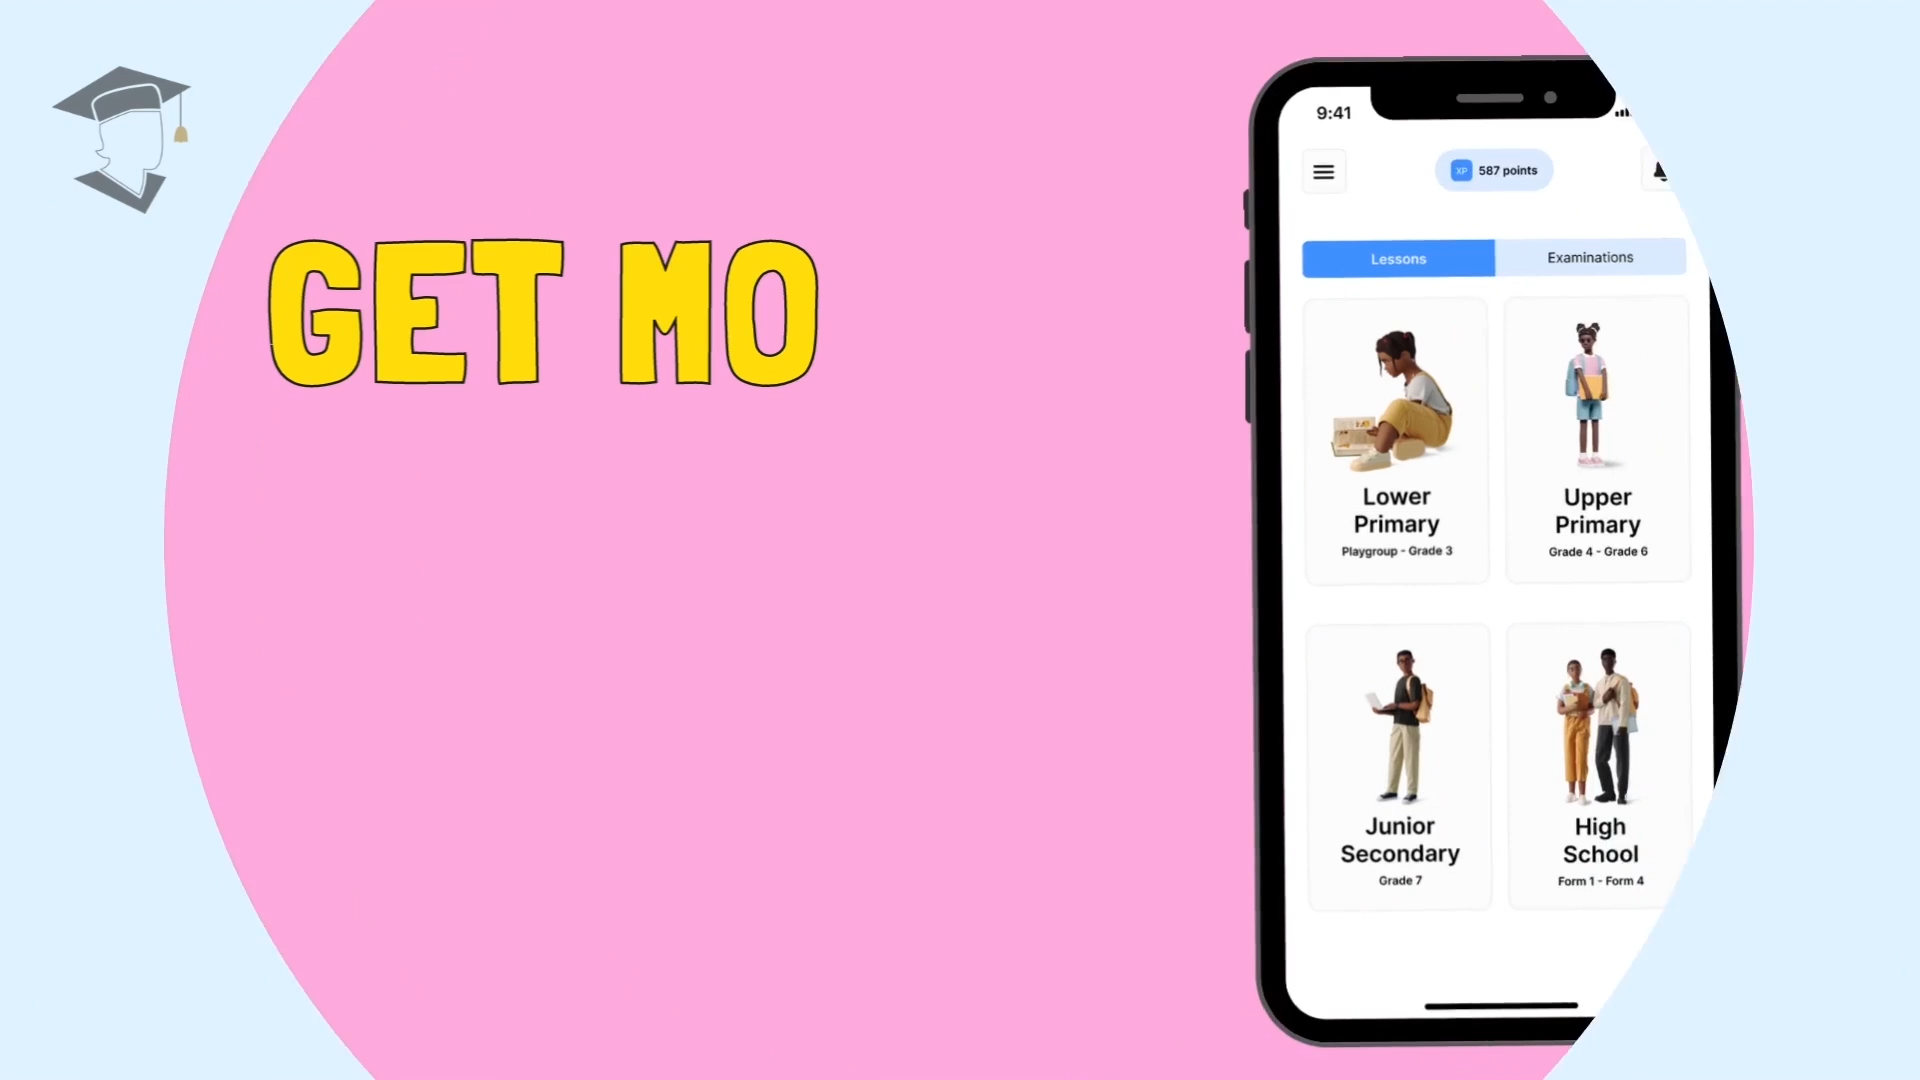 GET MO
9:41
XP 587 points
Lessons
Examinations
Lower
Primary
Playgroup - Grade 3
Upper
Primary
Grade 4 - Grade 6
Junior
Secondary
Grade 7
High
School
Form 1 - Form 4